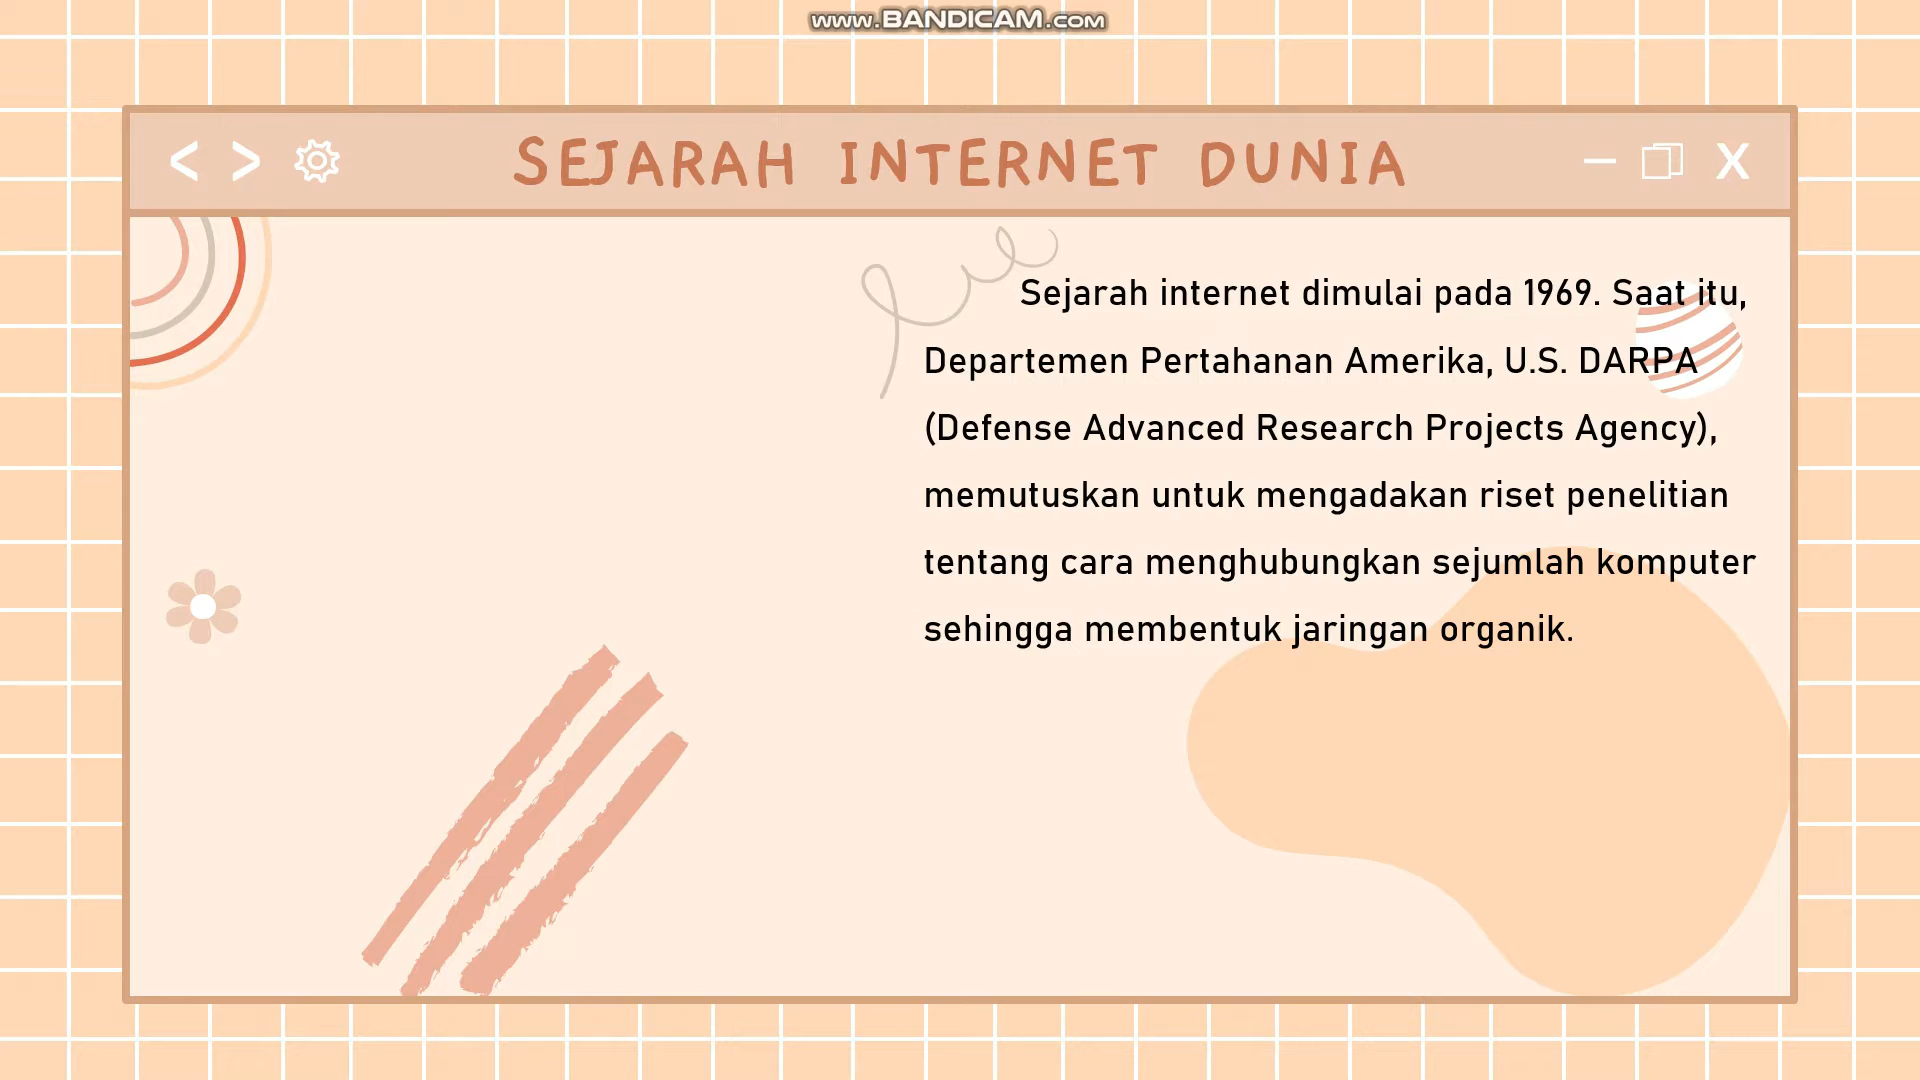 www.BANDICAM.com
SEJARAH INTERNET DUNIA
Sejarah internet dimulai pada 1969. Saat itu,
Departemen Pertahanan Amerika, U.S. DARPA
(Defense Advanced Research Projects Agency),
memutuskan untuk mengadakan riset penelitian
tentang cara menghubungkan sejumlah komputer
sehingga membentuk jaringan organik.